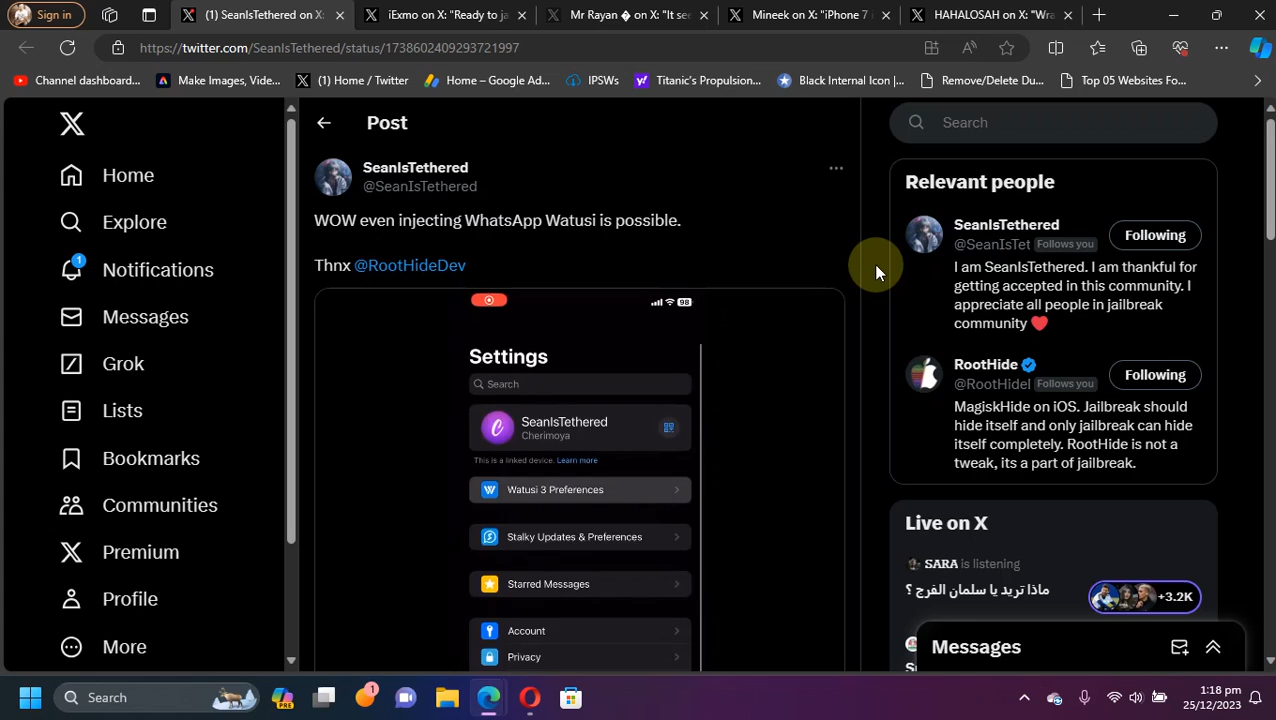 Sign in
(1) SeanIsTethered on X:
iExmo on X: "Ready to ja
Mr Rayan � on X: "It see
Mineek on X: "iPhone 7
HAHALOSAH on X: "Wra
https://twitter.com/SeanIsTethered/status/1738602409293721997
Channel dashboard...
Make Images, Vide...
(1) Home / Twitter
Home – Google Ad...
IPSWs
Titanic's Propulsion...
Black Internal Icon |...
Remove/Delete Du...
Top 05 Websites Fo...
Home
Explore
1
Notifications
Messages
Grok
Lists
Bookmarks
Communities
Premium
Profile
More
Post
SeanIsTethered
@SeanIsTethered
WOW even injecting WhatsApp Watusi is possible.
Thnx @RootHideDev
98
Settings
Search
SeanIsTethered
Cherimoya
This is a linked device. Learn more
Watusi 3 Preferences
Stalky Updates & Preferences
Starred Messages
Account
Privacy
Search
Relevant people
SeanIsTethered
@SeanIsTet Follows you
Following
I am SeanIsTethered. I am thankful for
getting accepted in this community. I
appreciate all people in jailbreak
community
RootHide
@RootHidel Follows you
Following
MagiskHide on iOS. Jailbreak should
hide itself and only jailbreak can hide
itself completely. RootHide is not a
tweak, its a part of jailbreak.
Live on X
SARA is listening
ماذا تريد يا سلمان الفرج ؟
+3.2K
Messages
Search
PRE
1
1:18 pm
25/12/2023